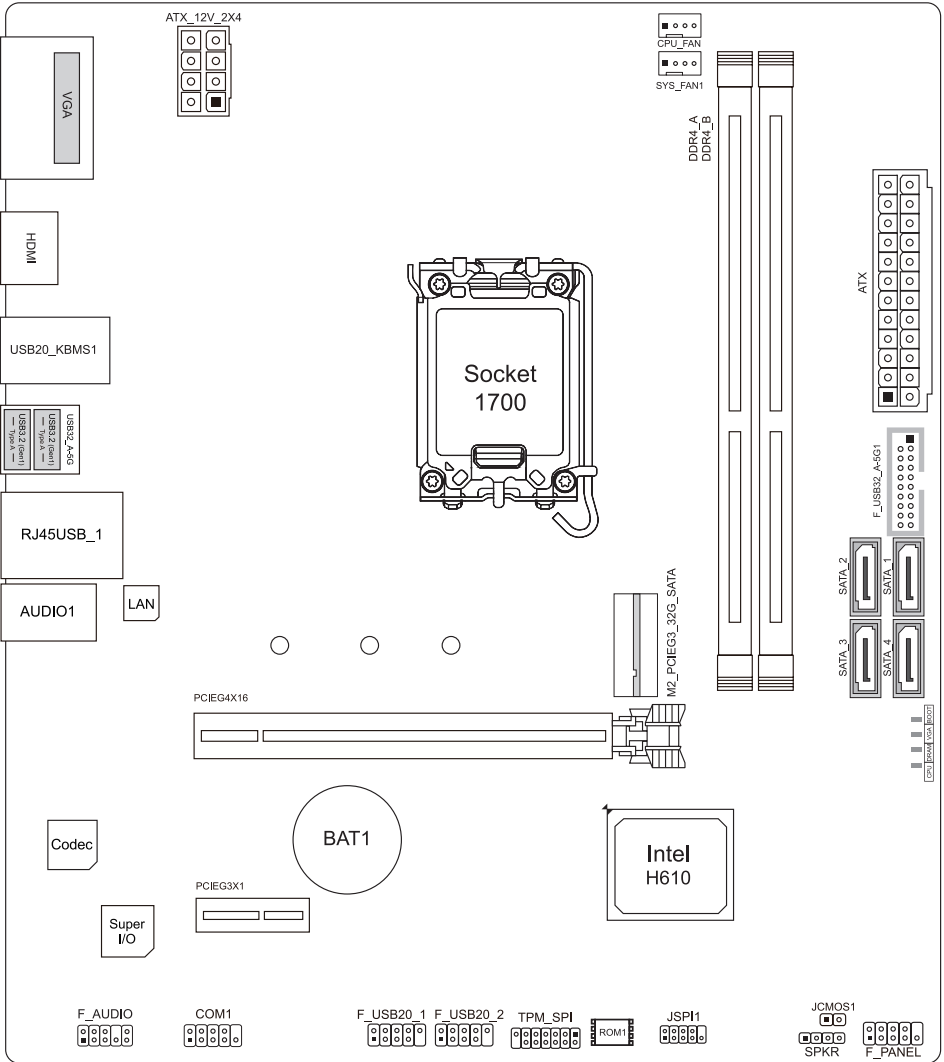 ATX_12V_2X4
CPU_FAN
SYS_FAN1
VGA
DDR4_A
DDR4_B
HDMI
ATX
USB20_KBMS1
Socket
1700
USB32_A-5G
USB3.2 (Gen1)
Type A
USB3.2 (Gen1)
Type A
F_USB32_A-5G1
RJ45USB_1
SATA_2
SATA_1
AUDIO1
LAN
M2_PCIEG3_32G_SATA
SATA_3
SATA_4
PCIEG4X16
BOOT
VGA
DRAM
CPU
BAT1
Codec
Intel
H610
PCIEG3X1
Super
I/O
F_AUDIO
COM1
F_USB20_1
F_USB20_2
TPM_SPI
ROM1
JSPI1
JCMOS1
SPKR
F_PANEL